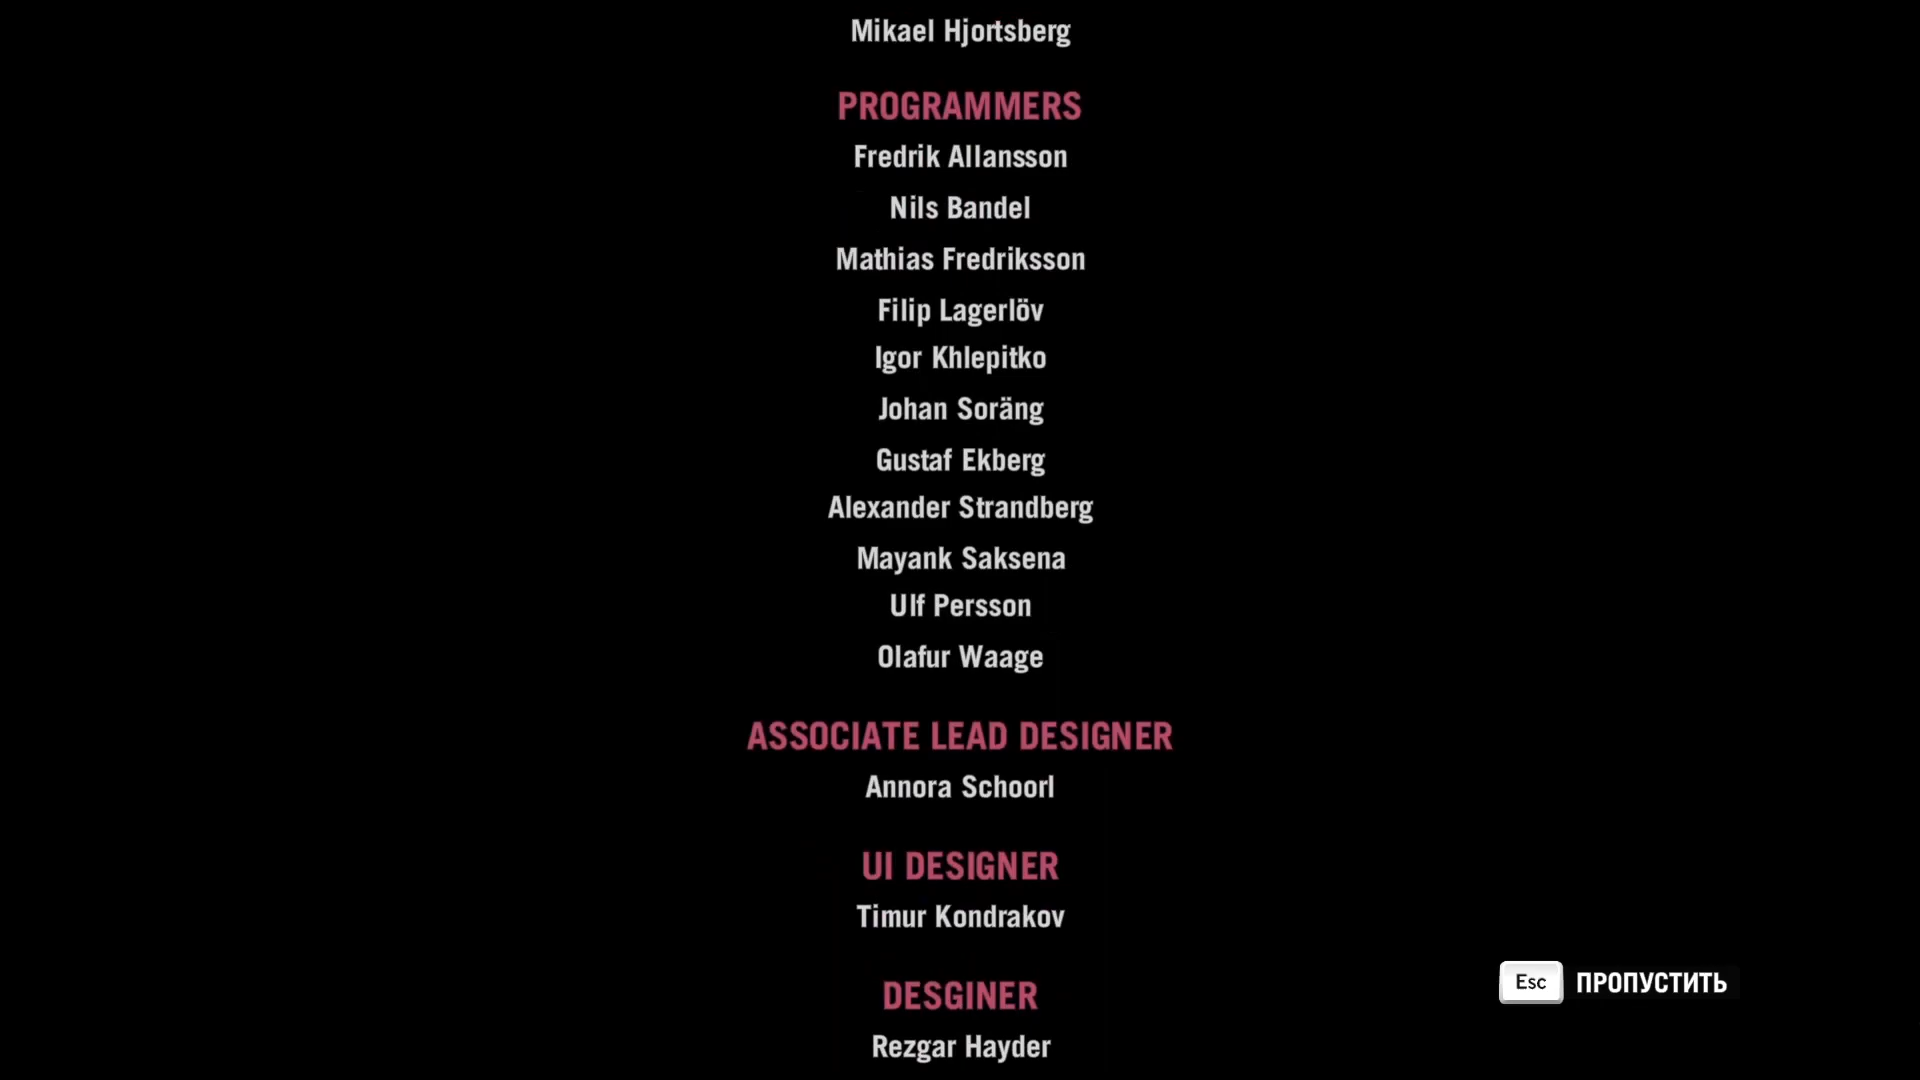 Mikael Hjortsberg
PROGRAMMERS
Fredrik Allansson
Nils Bandel
Mathias Fredriksson
Filip Lagerlöv
Igor Khlepitko
Johan Soräng
Gustaf Ekberg
Alexander Strandberg
Mayank Saksena
Ulf Persson
Olafur Waage
ASSOCIATE LEAD DESIGNER
Annora Schoorl
UI DESIGNER
Timur Kondrakov
DESGINER
Rezgar Hayder
Esc ПРОПУСТИТЬ